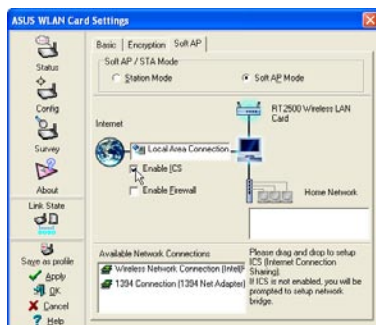 ASUS WLAN Card Settings
Status
Config
Survey
About
Link State
Save as profile
Apply
OK
Cancel
Help
Basic
Encryption
Soft AP
Soft AP / STA Mode
Station Mode
Soft AP Mode
Internet
RT2500 Wireless LAN
Card
Local Area Connection
Enable ICS
Enable Firewall
Home Network
Available Network Connections
Wireless Network Connection (Intel(
1394 Connection (1394 Net Adapter)
Please drag and drop to setup
ICS (Internet Connection
Sharing).
If ICS is not enabled, you will be
prompted to setup network
bridge.